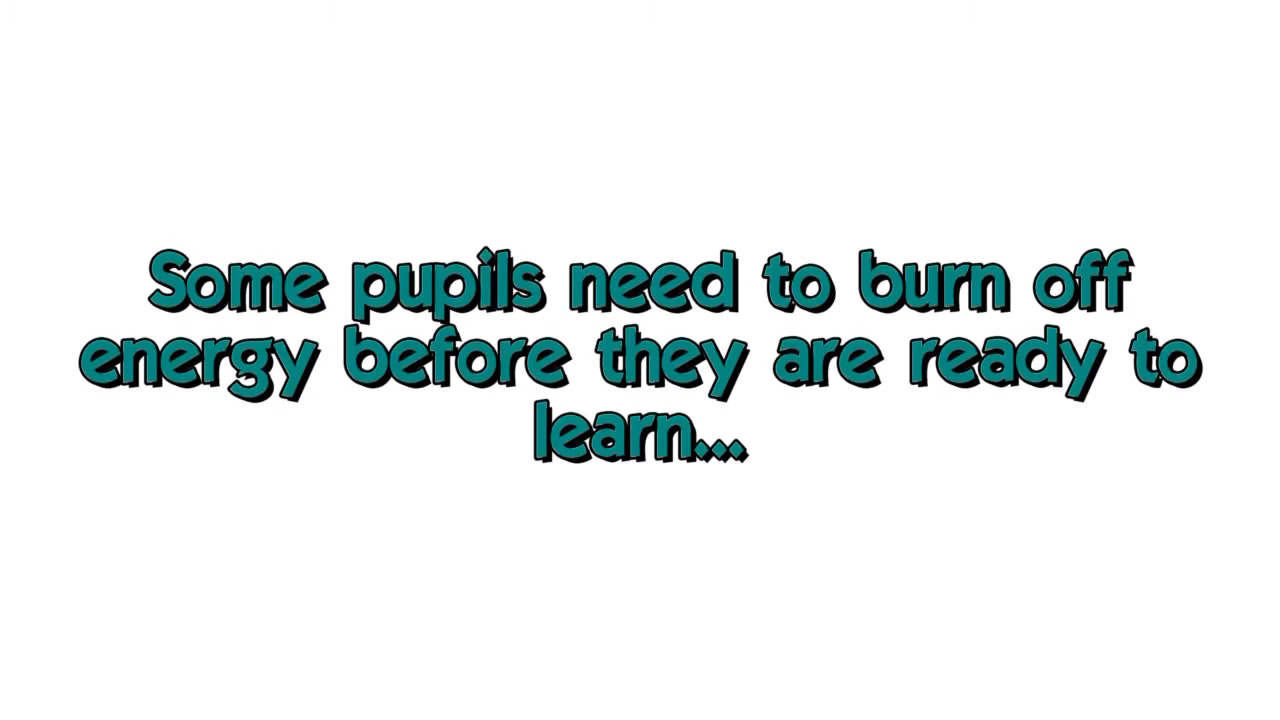 Some pupils need to burn off
energy before they are ready to
learn...